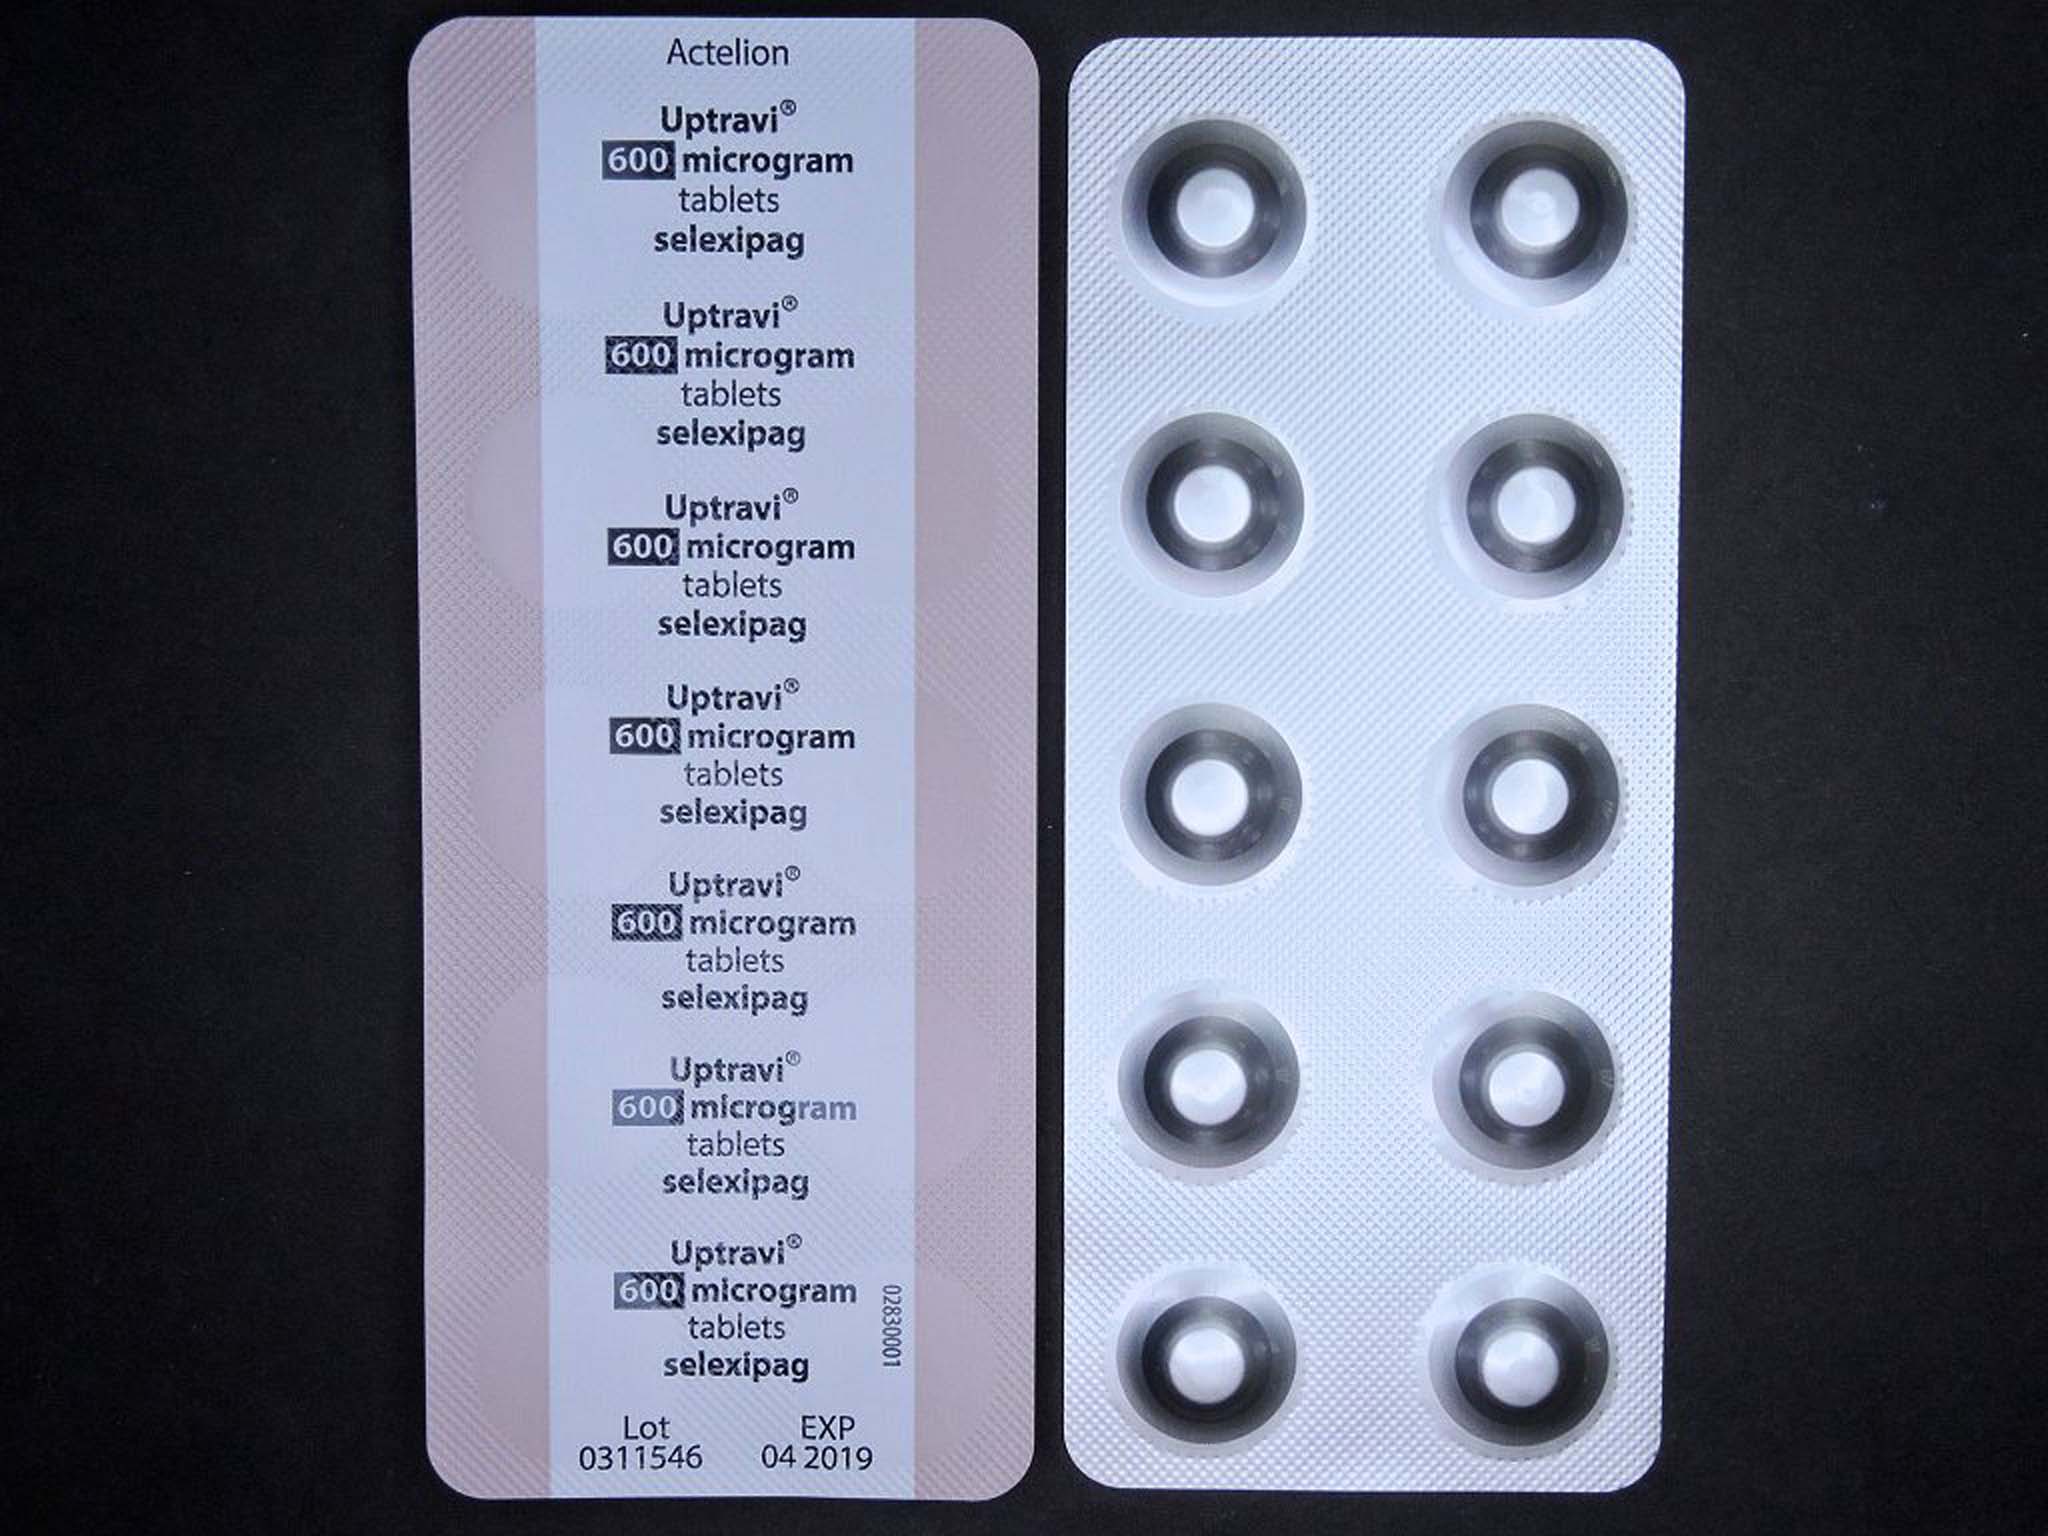 Actelion
Uptravi®
600 microgram
tablets
selexipag
Uptravi®
600 microgram
tablets
selexipag
Uptravi®
600 microgram
tablets
selexipag
Uptravi®
600 microgram
tablets
selexipag
Uptravi®
600 microgram
tablets
selexipag
Uptravi®
600 microgram
tablets
selexipag
Uptravi®
600 microgram
tablets
selexipag
02830001
Lot EXP
0311546 04 2019